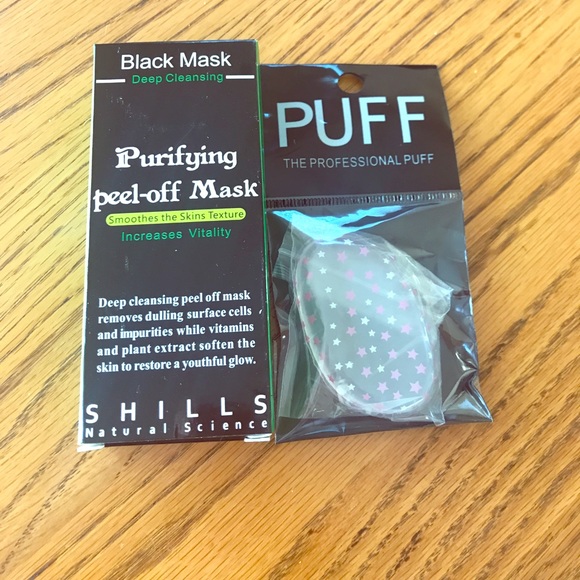 Black Mask
Deep Cleansing
Purifying
peel-off Mask
Smoothes the Skins Texture
Increases Vitality
Deep cleansing peel off mask
removes dulling surface cells
and impurities while vitamins
and plant extract soften the
skin to restore a youthful glow.
SHILLS
Natural Science
PUFF
THE PROFESSIONAL PUFF